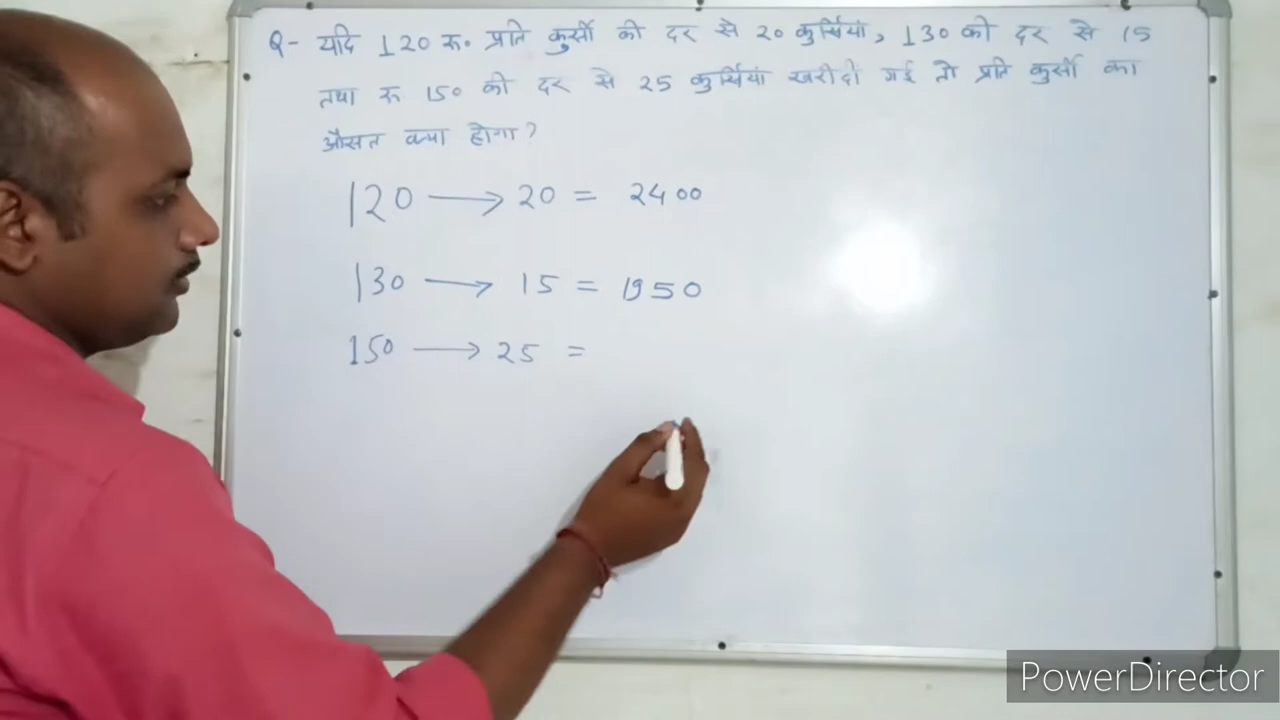 Q- यदि 120 रू॰ प्रति कुर्सी की दर से 20 कुर्सियां, 130 की दर से 15
तथा रू 150 की दर से 25 कुर्सियां खरीदी गई तो प्रति कुर्सी का
औसत क्या होगा?
120 ⟶ 20 = 2400
130 ⟶ 15 = 1950
150 ⟶ 25 =
PowerDirector